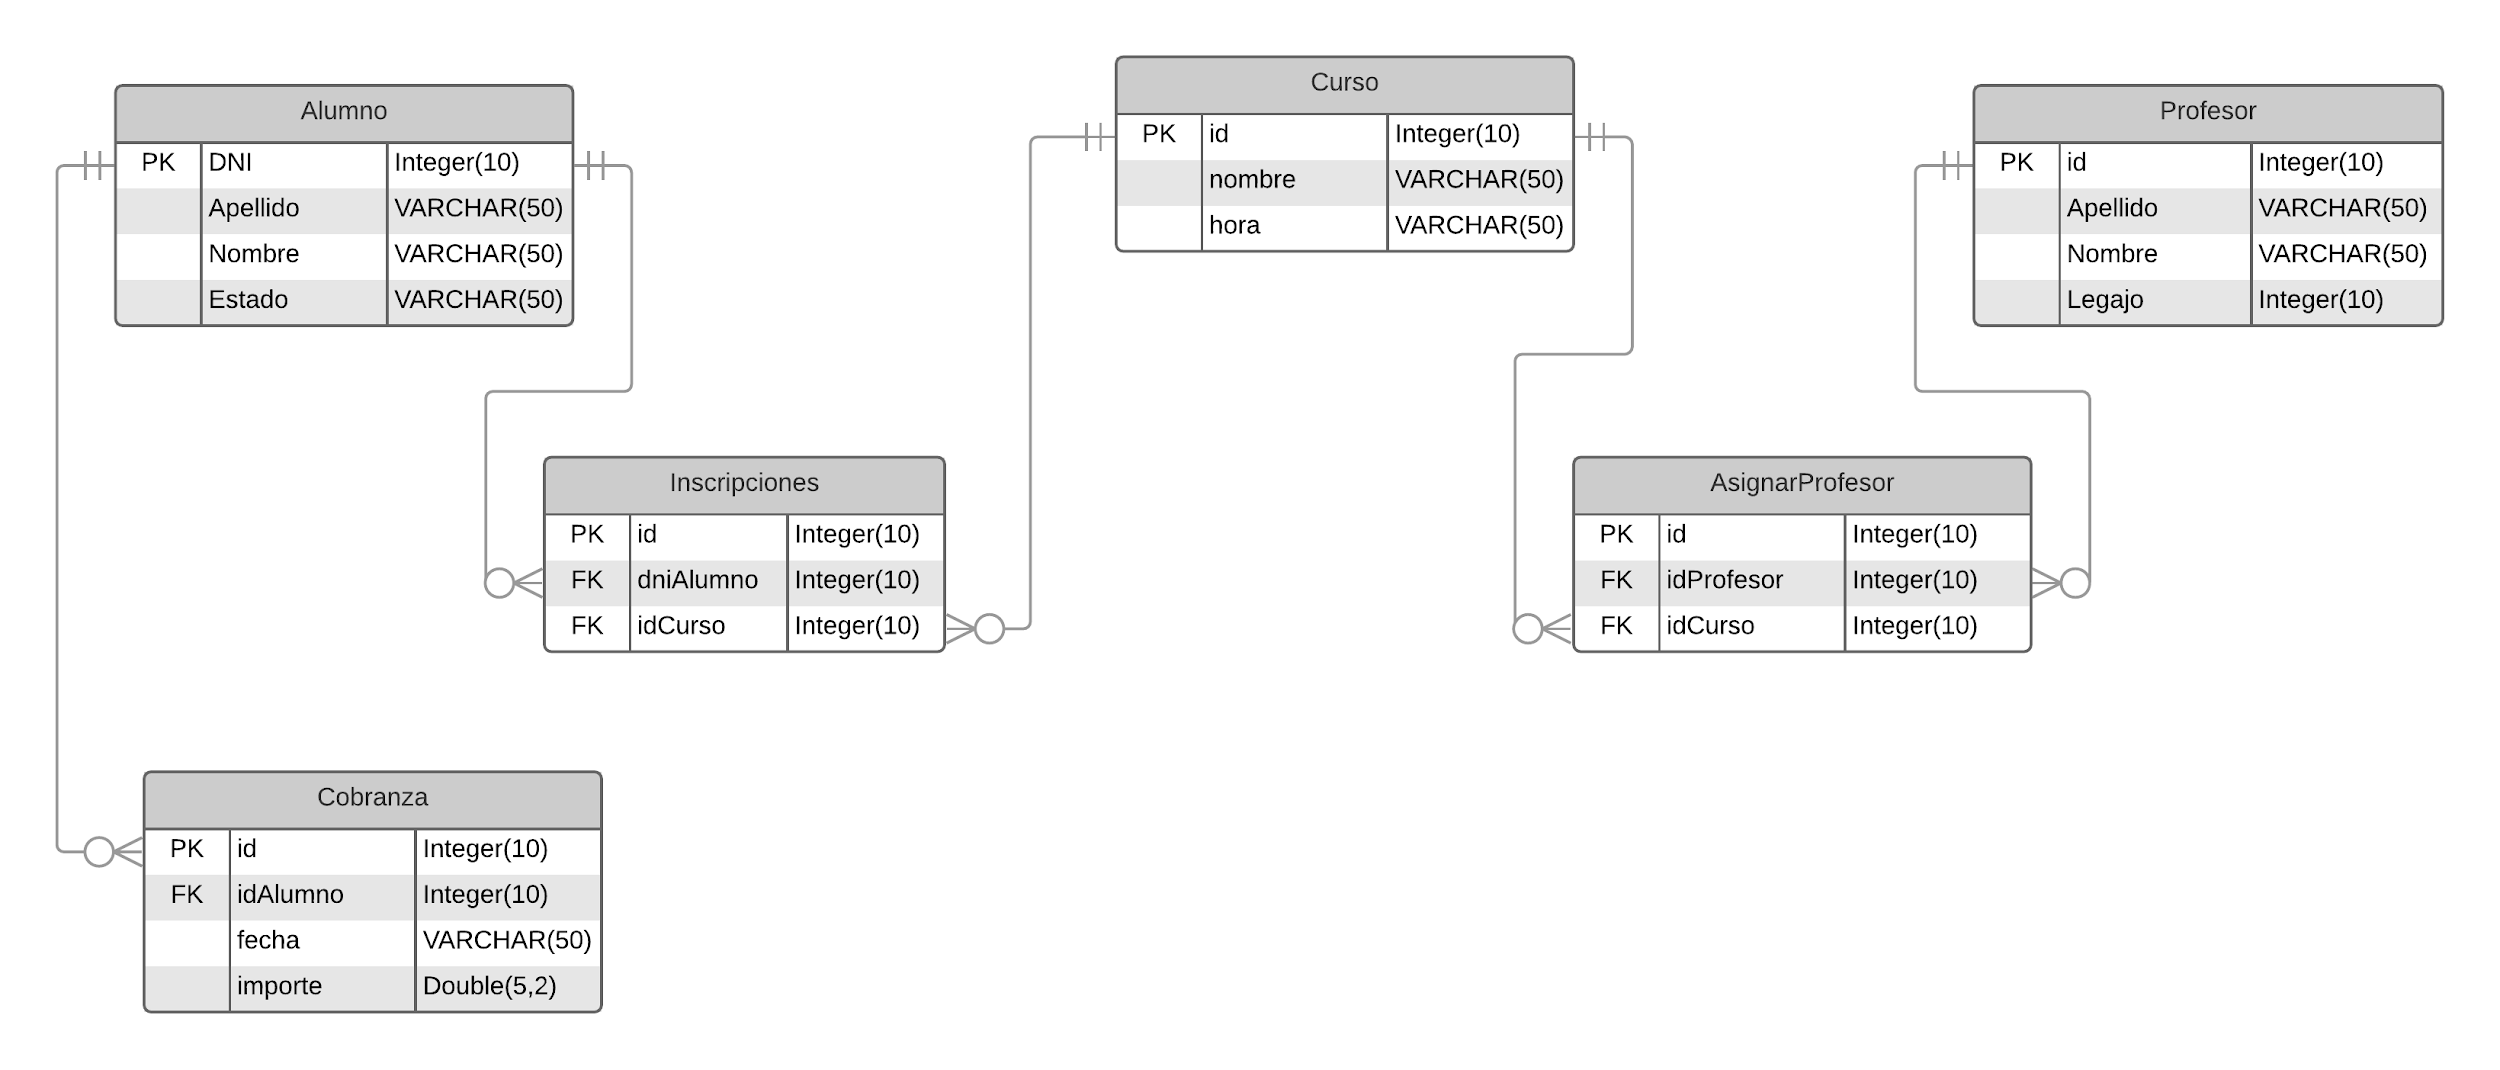 Alumno
PK DNI Integer(10)
Apellido VARCHAR(50)
Nombre VARCHAR(50)
Estado VARCHAR(50)
Curso
PK id Integer(10)
nombre VARCHAR(50)
hora VARCHAR(50)
Profesor
PK id Integer(10)
Apellido VARCHAR(50)
Nombre VARCHAR(50)
Legajo Integer(10)
Inscripciones
PK id Integer(10)
FK dniAlumno Integer(10)
FK idCurso Integer(10)
AsignarProfesor
PK id Integer(10)
FK idProfesor Integer(10)
FK idCurso Integer(10)
Cobranza
PK id Integer(10)
FK idAlumno Integer(10)
fecha VARCHAR(50)
importe Double(5,2)